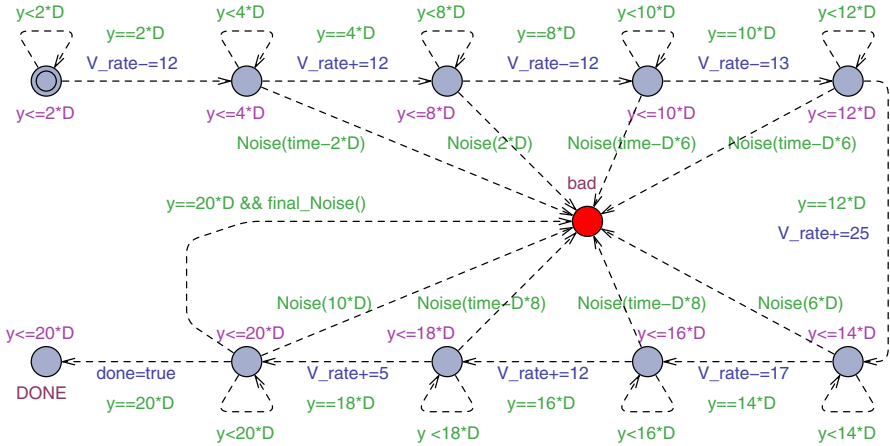 y<2*D
y<4*D
y<8*D
y<10*D
y<12*D
y==2*D
y==4*D
y==8*D
y==10*D
V_rate−=12
V_rate+=12
V_rate−=12
V_rate−=13
y<=2*D
y<=4*D
y<=8*D
y<=10*D
y<=12*D
Noise(time−2*D)
Noise(2*D)
Noise(time−D*6)
Noise(time−D*6)
bad
y==20*D && final_Noise()
y==12*D
V_rate+=25
Noise(10*D)
Noise(time−D*8)
Noise(time−D*8)
Noise(6*D)
y<=20*D
y<=20*D
y<=18*D
y<=16*D
y<=14*D
done=true
V_rate+=5
V_rate+=12
V_rate−=17
DONE
y==20*D
y==18*D
y==16*D
y==14*D
y<20*D
y <18*D
y<16*D
y<14*D